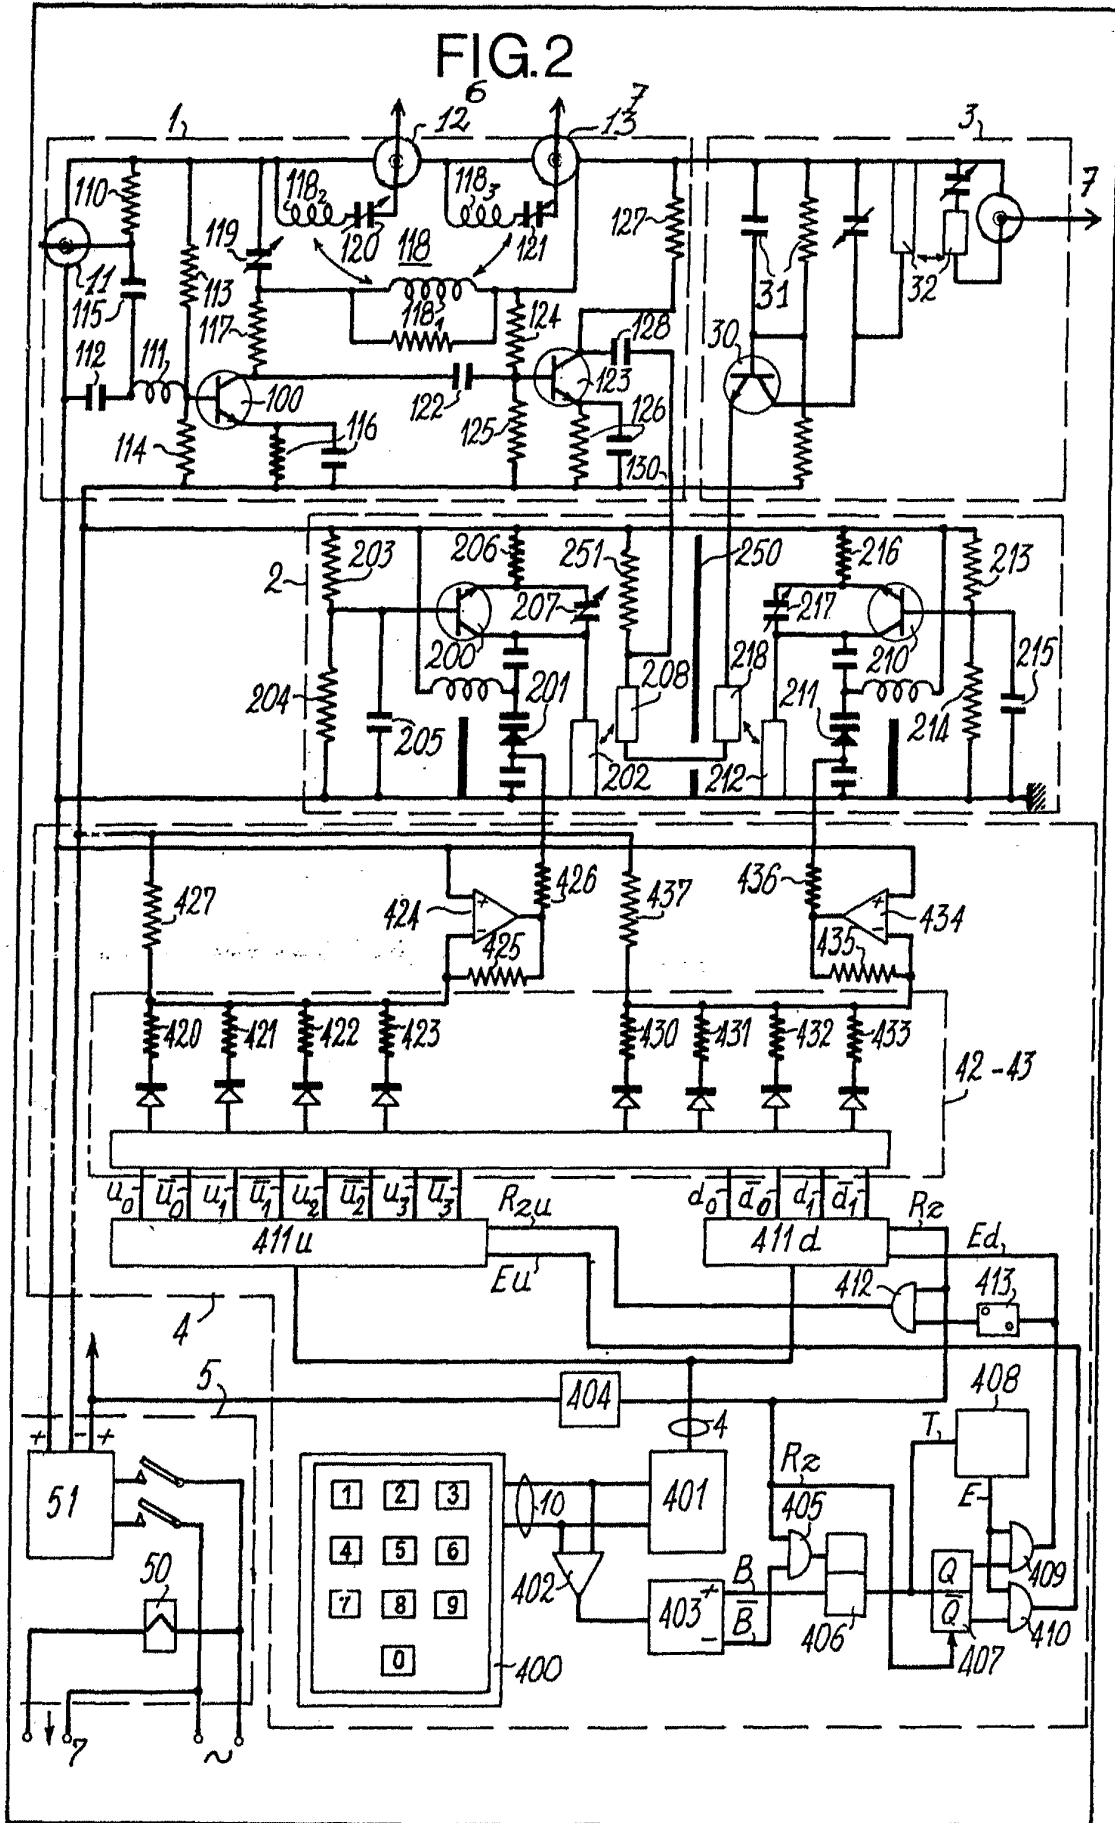 FIG.2
6 7
1 12 13 3
110 118₂ 118₃ 127 7
119 120 118 121
11 113 31 32
115 117 118₁ 124
112 111 128 30
100 122 123
114 116 125 126
130
203 206 251 250 216 213
2 207 217
200 208 218 210 215
204 201 211 214
205 202 212
427 424 + - 426 437 436 + - 434
425 435
420 421 422 423 430 431 432 433
42-43
u₀ u̅₀ u₁ u̅₁ u₂ u̅₂ u₃ u̅₃ Rzu d₀ d̅₀ d₁ d̅₁ Rz
411u 411d Ed
Eu 412 413
4
5 404 408
4 T
+ - +
51 1 2 3 10 401 Rz 405 E
4 5 6 402 B Q 409
50 7 8 9 403 + B̅ Q̅
- 406 410
0 400 407
7 ~